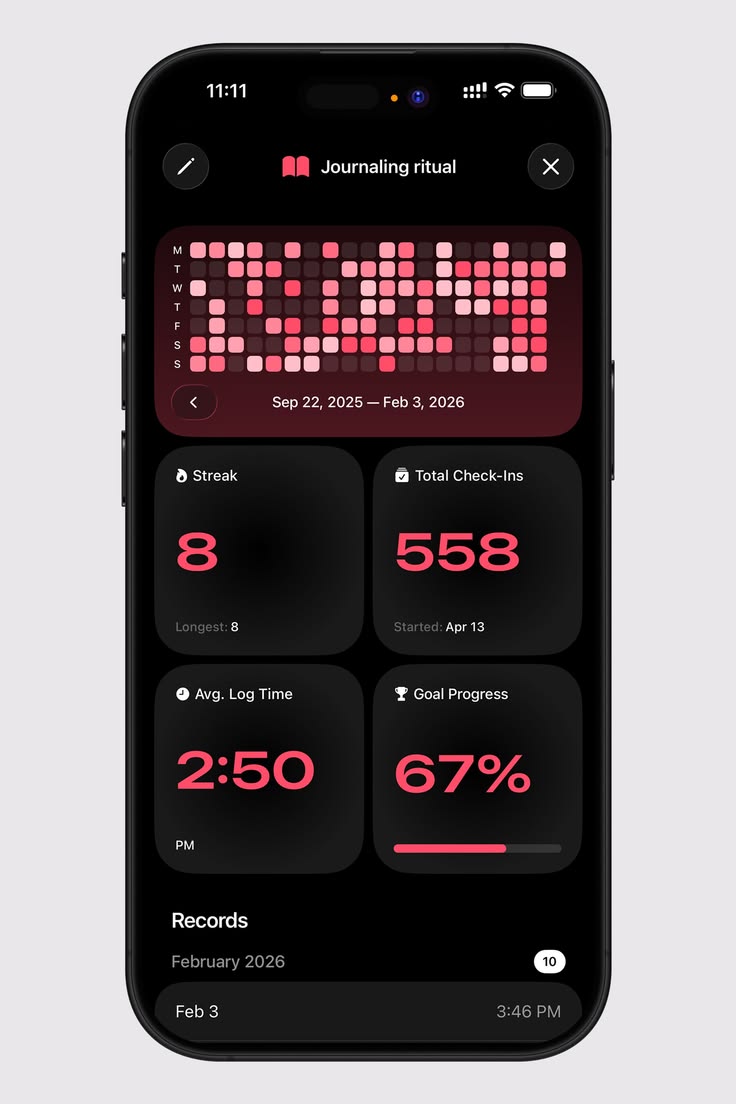 11:11
Journaling ritual
M
T
W
T
F
S
S
Sep 22, 2025 — Feb 3, 2026
Streak
8
Longest: 8
Total Check-Ins
558
Started: Apr 13
Avg. Log Time
2:50
PM
Goal Progress
67%
Records
February 2026
10
Feb 3
3:46 PM